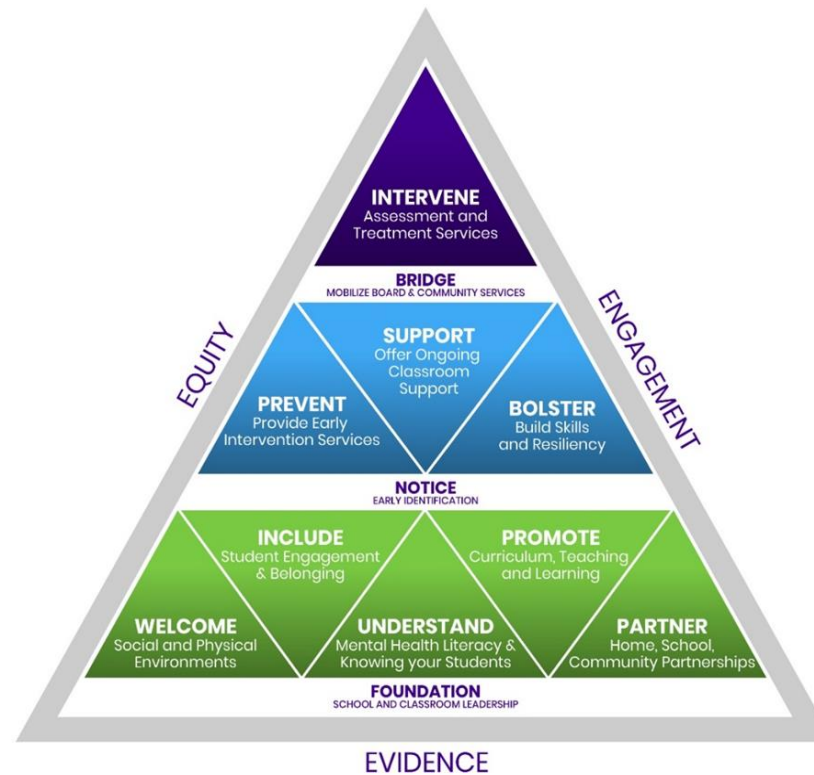 INTERVENE
Assessment and
Treatment Services
BRIDGE
MOBILIZE BOARD & COMMUNITY SERVICES
EQUITY
ENGAGEMENT
SUPPORT
Offer Ongoing
Classroom
Support
PREVENT
Provide Early
Intervention Services
BOLSTER
Build Skills
and Resiliency
NOTICE
EARLY IDENTIFICATION
INCLUDE
Student Engagement
& Belonging
PROMOTE
Curriculum, Teaching
and Learning
WELCOME
Social and Physical
Environments
UNDERSTAND
Mental Health Literacy &
Knowing your Students
PARTNER
Home, School,
Community Partnerships
FOUNDATION
SCHOOL AND CLASSROOM LEADERSHIP
EVIDENCE